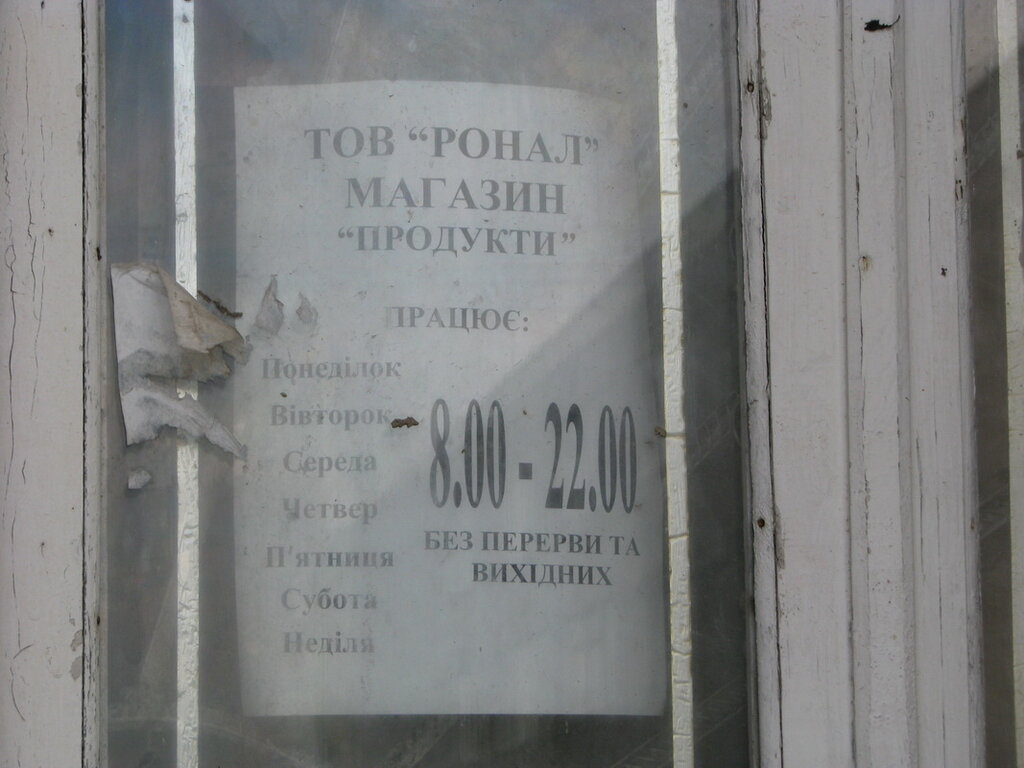 ТОВ “РОНАЛ”
МАГАЗИН
“ПРОДУКТИ”
ПРАЦЮЄ:
Понеділок
Вівторок
Середа
Четвер
П'ятниця
Субота
Неділя
8.00 - 22.00
БЕЗ ПЕРЕРВИ ТА
ВИХІДНИХ